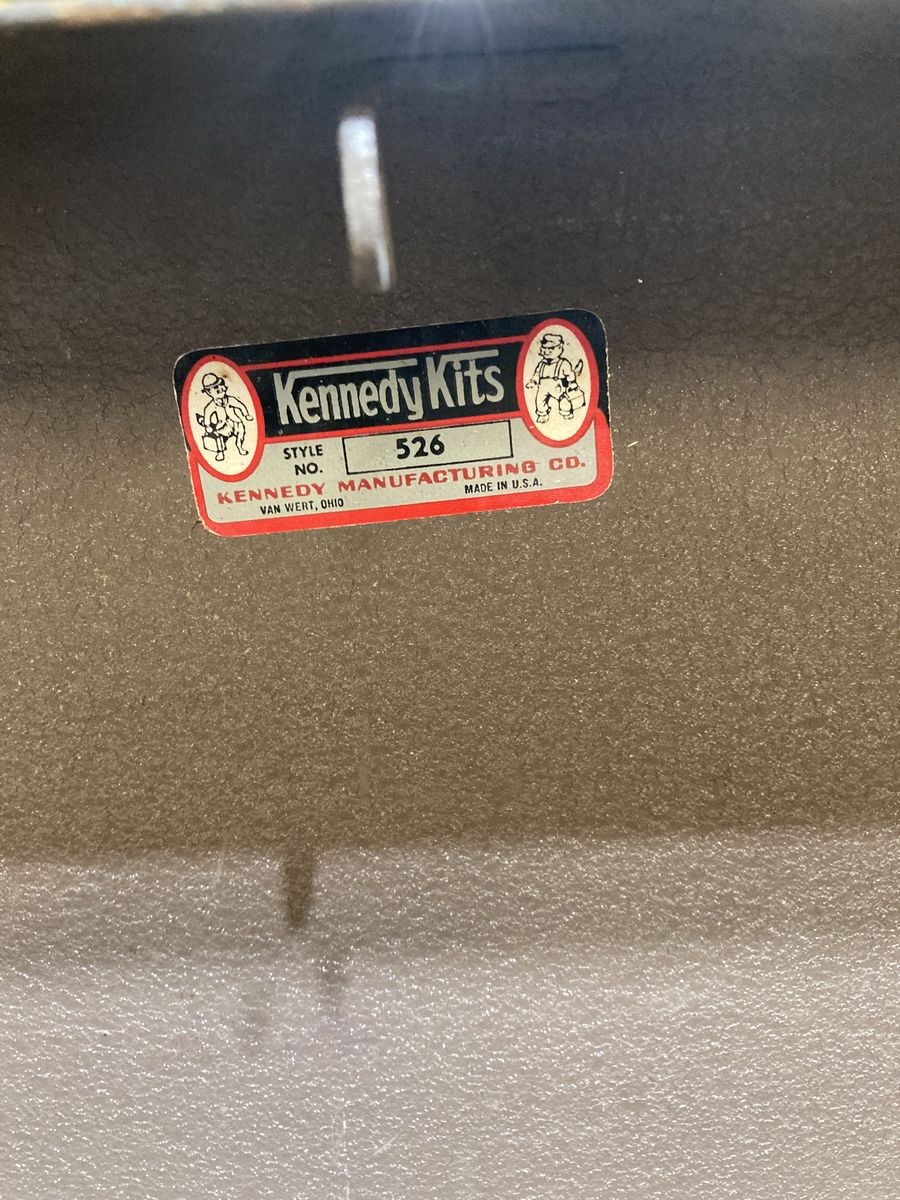 Kennedy Kits
STYLE NO. 526
KENNEDY MANUFACTURING CO.
VAN WERT, OHIO MADE IN U.S.A.